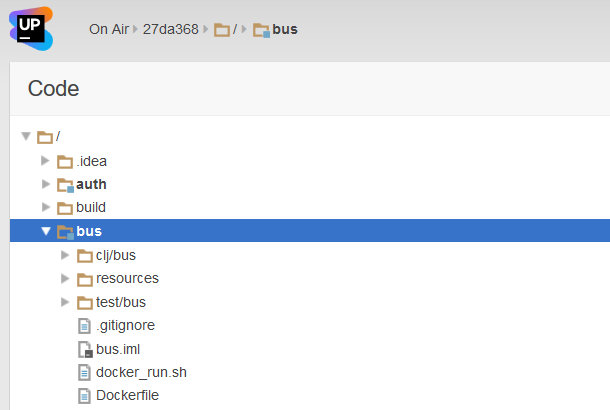 UP
On Air 27da368 / bus
Code
/
.idea
auth
build
bus
clj/bus
resources
test/bus
.gitignore
bus.iml
docker_run.sh
Dockerfile